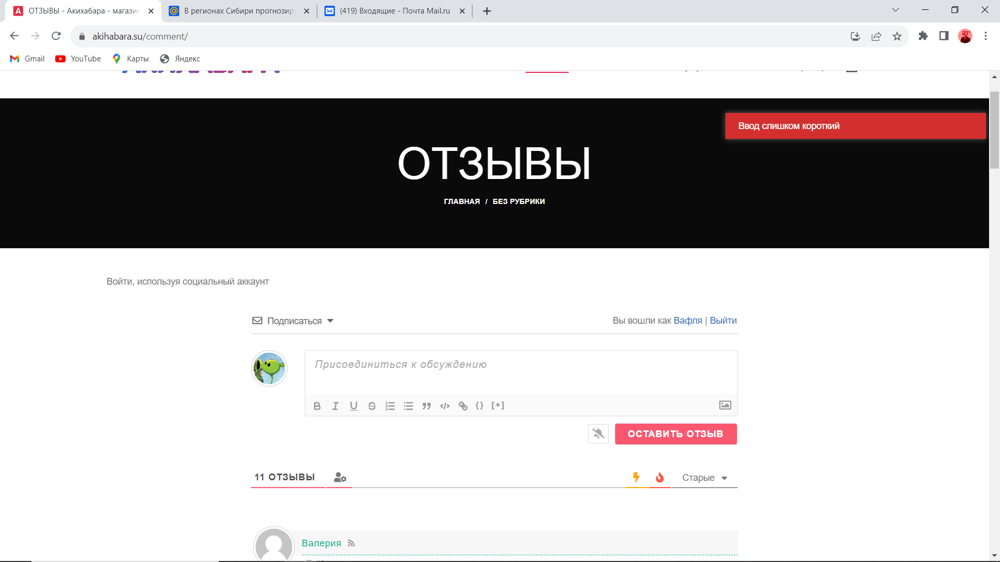 ОТЗЫВЫ - Акихабара - магазин
В регионах Сибири прогнозиру
(419) Входящие - Почта Mail.ru
akihabara.su/comment/
Gmail
YouTube
Карты
Яндекс
Ввод слишком короткий
ОТЗЫВЫ
ГЛАВНАЯ / БЕЗ РУБРИКИ
Войти, используя социальный аккаунт
Подписаться
Вы вошли как Вафля | Выйти
Присоединиться к обсуждению
B I U S {} [+]
ОСТАВИТЬ ОТЗЫВ
11 ОТЗЫВЫ
Старые
Валерия